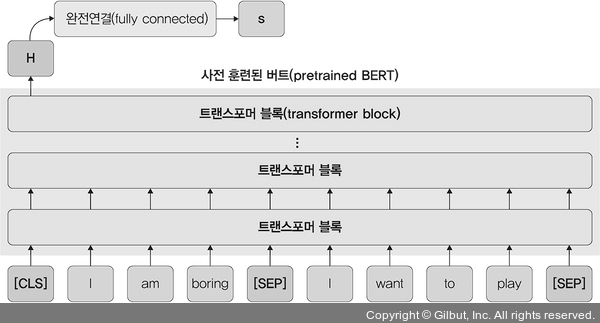 완전연결(fully connected)
s
H
사전 훈련된 버트(pretrained BERT)
트랜스포머 블록(transformer block)
⋮
트랜스포머 블록
트랜스포머 블록
[CLS] I am boring [SEP] I want to play [SEP]
Copyright © Gilbut, Inc. All rights reserved.